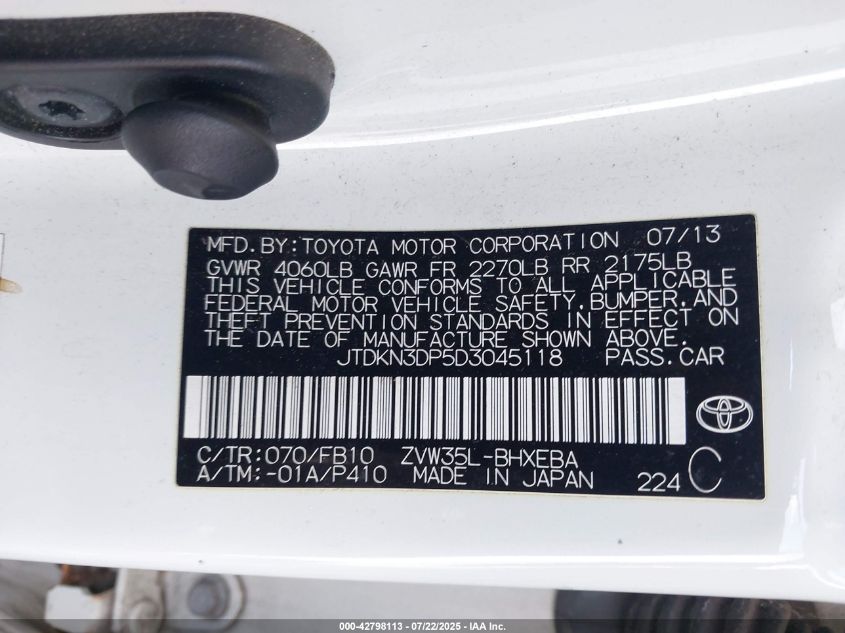 MFD. BY: TOYOTA MOTOR CORPORATION 07/13
GVWR 4060LB GAWR FR 2270LB RR 2175LB
THIS VEHICLE CONFORMS TO ALL APPLICABLE
FEDERAL MOTOR VEHICLE SAFETY, BUMPER, AND
THEFT PREVENTION STANDARDS IN EFFECT ON
THE DATE OF MANUFACTURE SHOWN ABOVE.
JTDKN3DP5D3045118 PASS.CAR
C/TR:070/FB10 ZVW35L-BHXEBA
A/TM:-01A/P410 MADE IN JAPAN 224 C
000-42798113 - 07/22/2025 - IAA Inc.